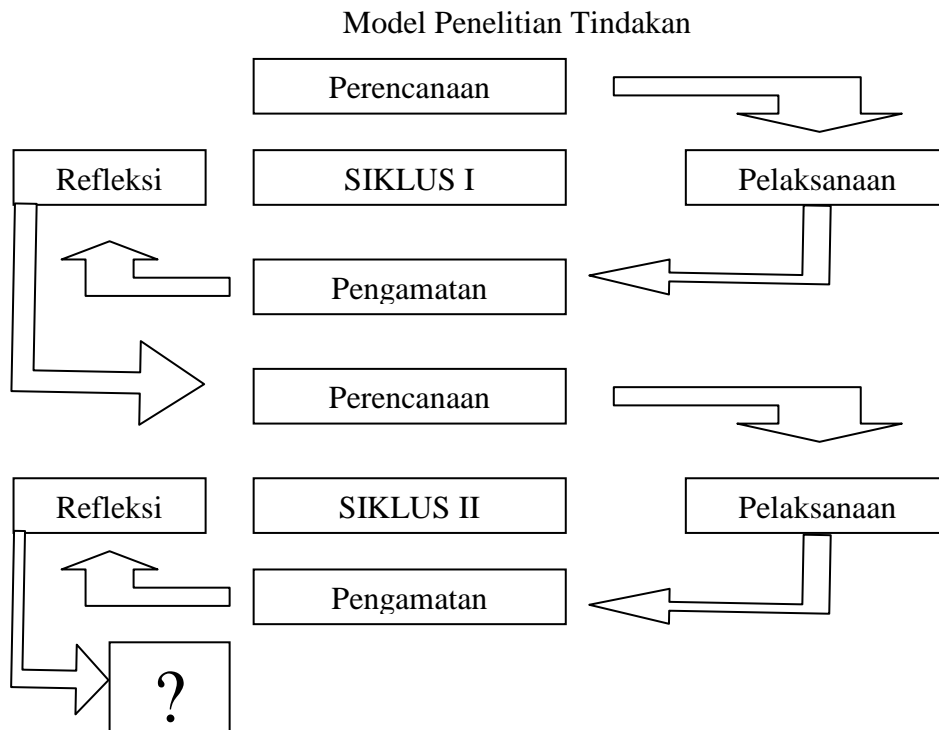 Model Penelitian Tindakan
Perencanaan
Refleksi
SIKLUS I
Pelaksanaan
Pengamatan
Perencanaan
Refleksi
SIKLUS II
Pelaksanaan
Pengamatan
?